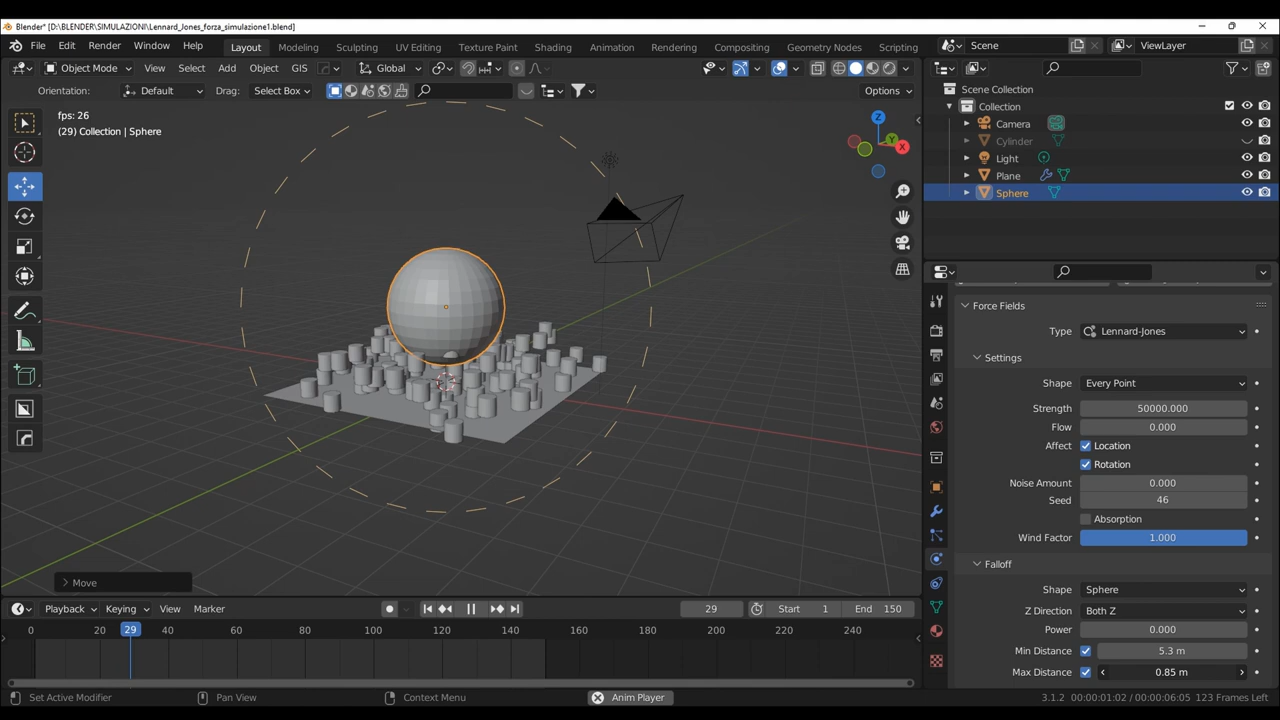 Blender* [D:\BLENDER\SIMULAZIONI\Lennard_Jones_forza_simulazione1.blend]
File Edit Render Window Help Layout Modeling Sculpting UV Editing Texture Paint Shading Animation Rendering Compositing Geometry Nodes Scripting Scene ViewLayer
Object Mode View Select Add Object GIS Global
Orientation: Default Drag: Select Box Options
fps: 26
(29) Collection | Sphere
Z
Y
X
Move
Scene Collection
Collection
Camera
Cylinder
Light
Plane
Sphere
Force Fields
Type Lennard-Jones
Settings
Shape Every Point
Strength 50000.000
Flow 0.000
Affect Location
Rotation
Noise Amount 0.000
Seed 46
Absorption
Wind Factor 1.000
Falloff
Shape Sphere
Z Direction Both Z
Power 0.000
Min Distance 5.3 m
Max Distance 0.85 m
Playback Keying View Marker 29 Start 1 End 150
0 20 29 40 60 80 100 120 140 160 180 200 220 240
Set Active Modifier Pan View Context Menu Anim Player 3.1.2 00:00:01:02 / 00:00:06:05 123 Frames Left